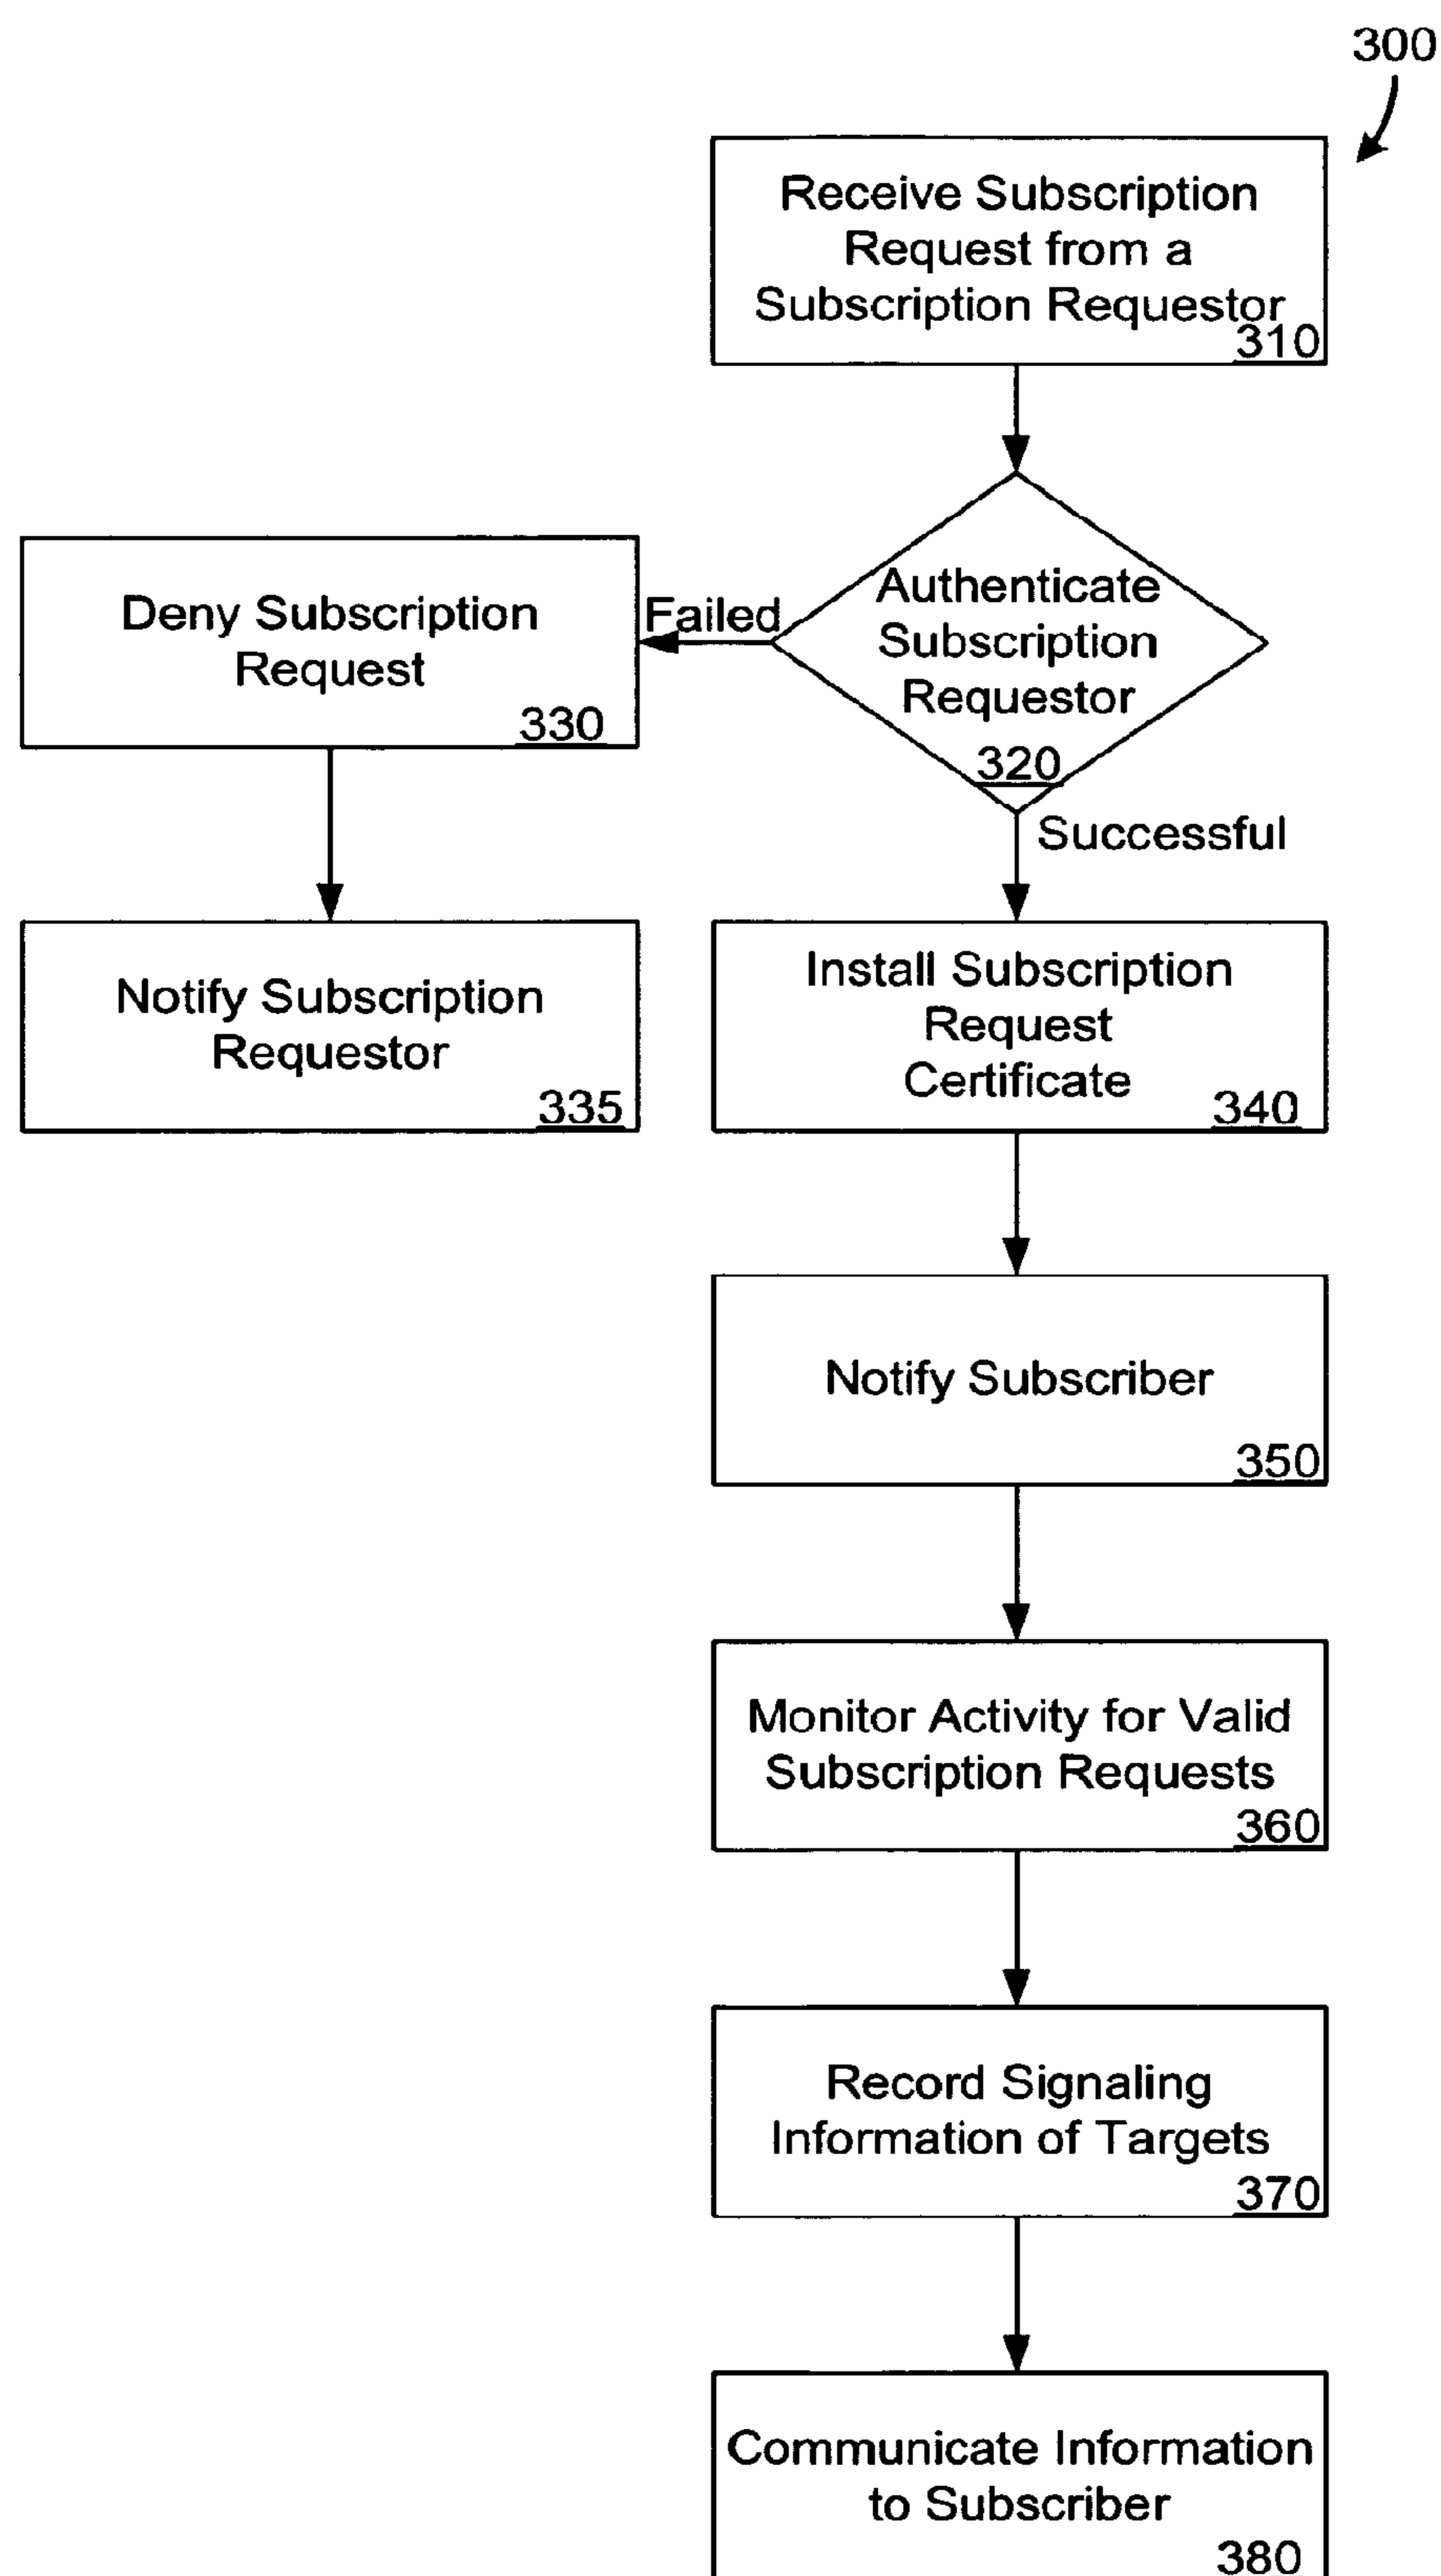 300
Receive Subscription
Request from a
Subscription Requestor
310
Authenticate
Subscription
Requestor
320
Failed
Deny Subscription
Request
330
Successful
Notify Subscription
Requestor
335
Install Subscription
Request
Certificate
340
Notify Subscriber
350
Monitor Activity for Valid
Subscription Requests
360
Record Signaling
Information of Targets
370
Communicate Information
to Subscriber
380